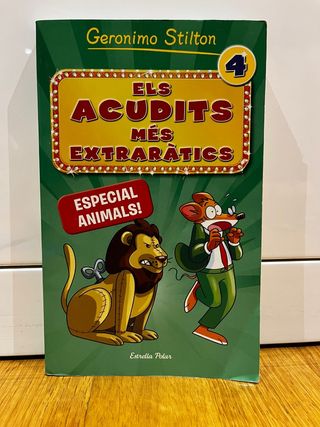 Geronimo Stilton
4
ELS
ACUDITS
MÉS
EXTRARÀTICS
ESPECIAL
ANIMALS!
Estrella Polar